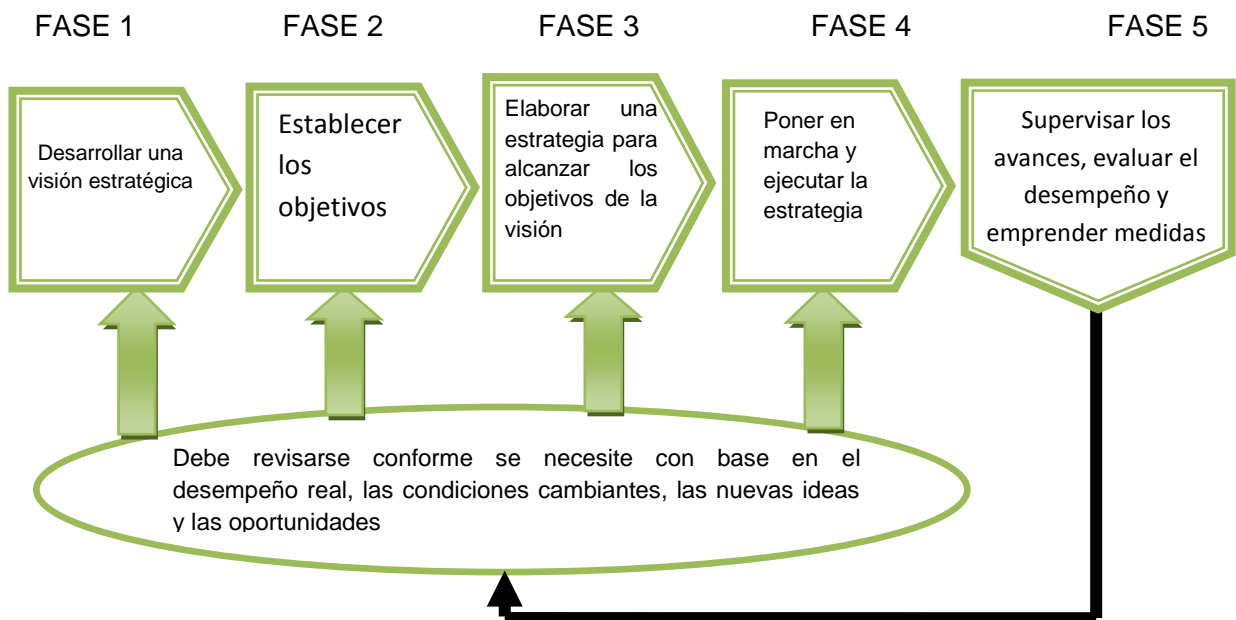 FASE 1 FASE 2 FASE 3 FASE 4 FASE 5
Desarrollar una
visión estratégica
Establecer
los
objetivos
Elaborar una
estrategia para
alcanzar los
objetivos de la
visión
Poner en
marcha y
ejecutar la
estrategia
Supervisar los
avances, evaluar el
desempeño y
emprender medidas
Debe revisarse conforme se necesite con base en el
desempeño real, las condiciones cambiantes, las nuevas ideas
y las oportunidades